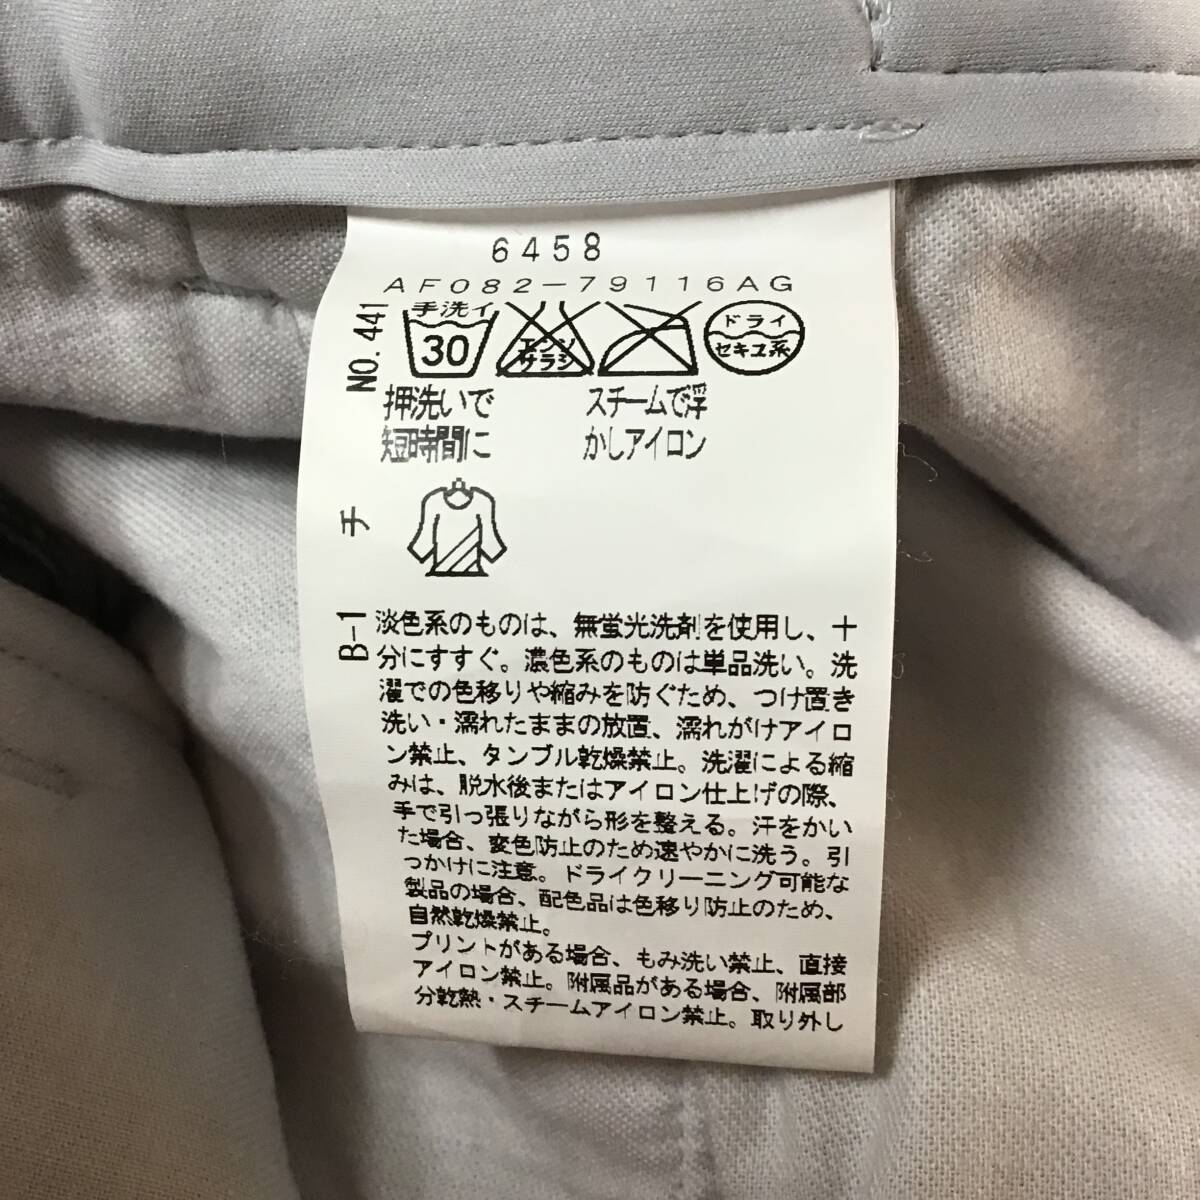 6458
AF082-79116AG
NO.441
手洗イ
30
エンソ
サラシ
ドライ
セキユ系
押洗いで
短時間に
スチームで浮
かしアイロン
チ
B-1
淡色系のものは、無蛍光洗剤を使用し、十
分にすすぐ。濃色系のものは単品洗い。洗
濯での色移りや縮みを防ぐため、つけ置き
洗い・濡れたままの放置、濡れがけアイロ
ン禁止、タンブル乾燥禁止。洗濯による縮
みは、脱水後またはアイロン仕上げの際、
手で引っ張りながら形を整える。汗をかい
た場合、変色防止のため速やかに洗う。引
っかけに注意。ドライクリーニング可能な
製品の場合、配色品は色移り防止のため、
自然乾燥禁止。
プリントがある場合、もみ洗い禁止、直接
アイロン禁止。附属品がある場合、附属部
分乾熱・スチームアイロン禁止。取り外し